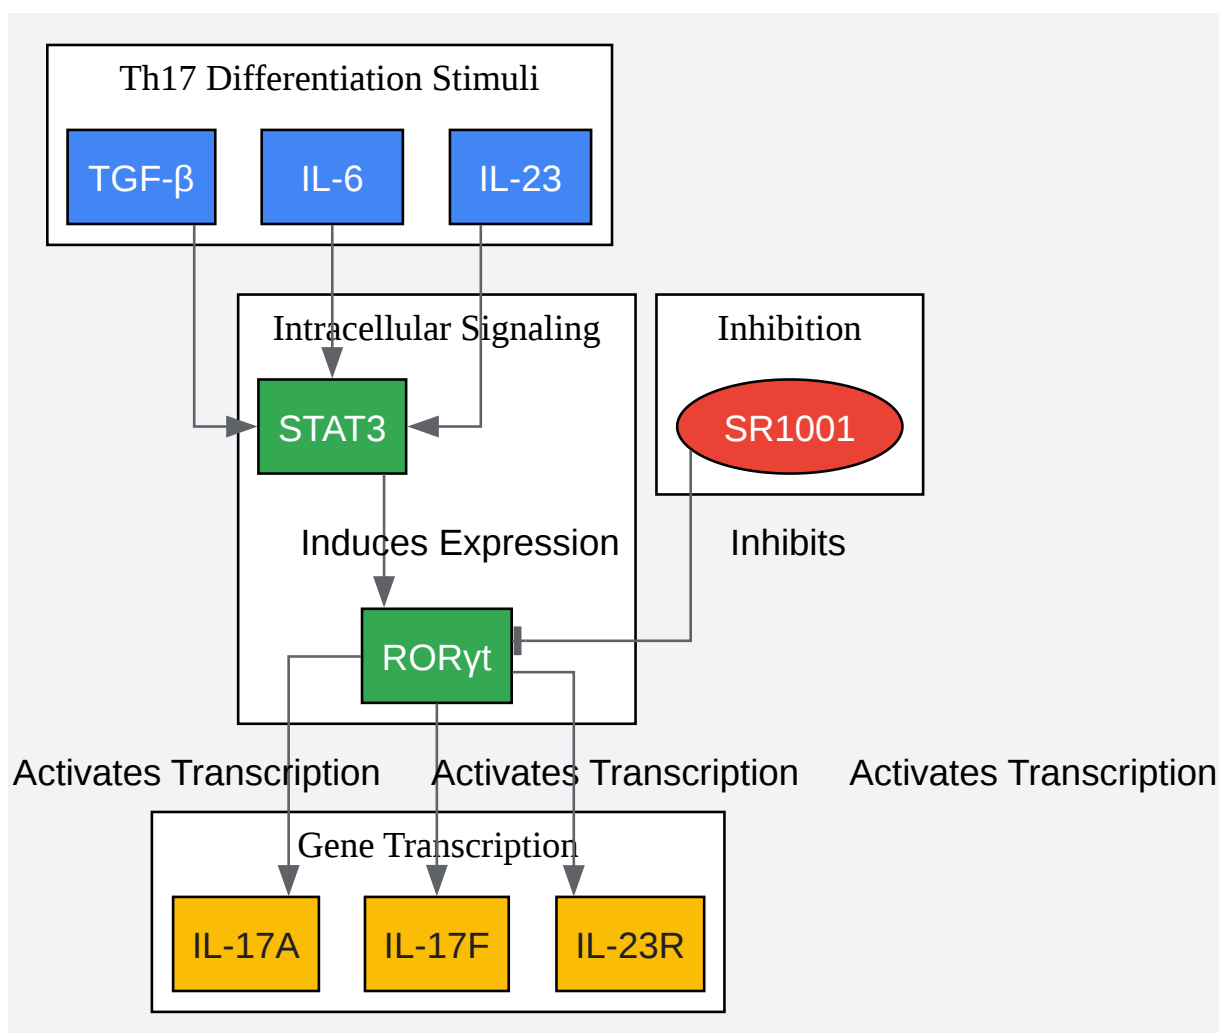 Th17 Differentiation Stimuli
TGF-β
IL-6
IL-23
Intracellular Signaling
Inhibition
STAT3
SR1001
Induces Expression
Inhibits
RORγt
Activates Transcription
Activates Transcription
Activates Transcription
Gene Transcription
IL-17A
IL-17F
IL-23R